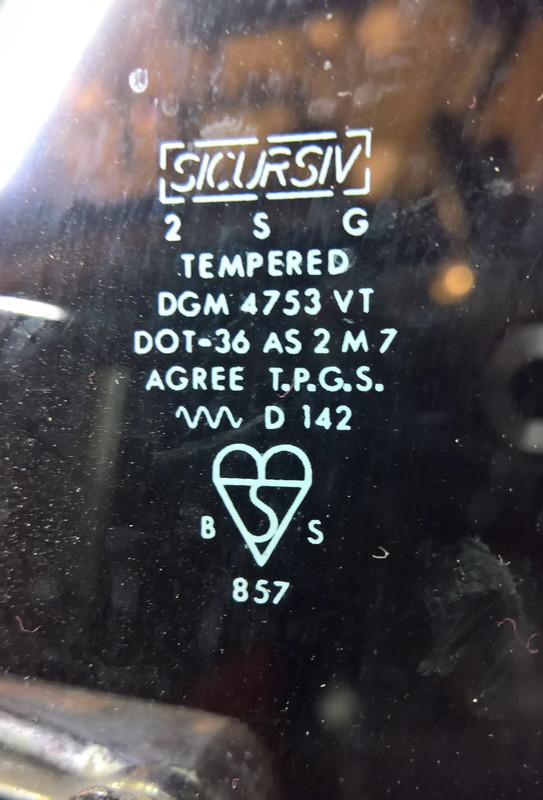 SICURSIV
2 S G
TEMPERED
DGM 4753 VT
DOT-36 AS 2 M 7
AGREE T.P.G.S.
D 142
B S
857